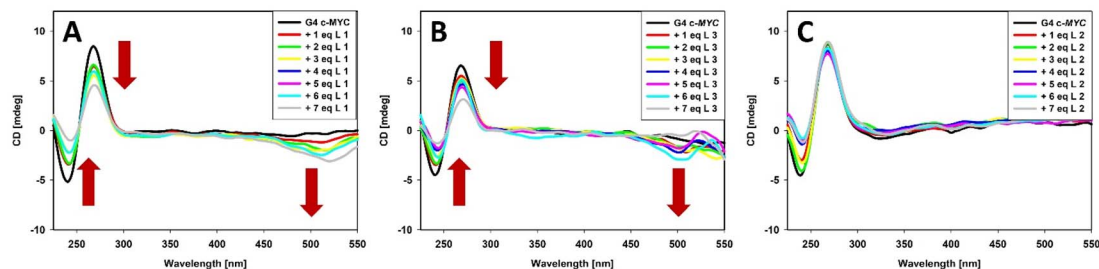 A
G4 c-MYC
+ 1 eq L 1
+ 2 eq L 1
+ 3 eq L 1
+ 4 eq L 1
+ 5 eq L 1
+ 6 eq L 1
+ 7 eq L 1
10
5
0
-5
-10
CD [mdeg]
250 300 350 400 450 500 550
Wavelength [nm]
B
G4 c-MYC
+ 1 eq L 3
+ 2 eq L 3
+ 3 eq L 3
+ 4 eq L 3
+ 5 eq L 3
+ 6 eq L 3
+ 7 eq L 3
10
5
0
-5
-10
CD [mdeg]
250 300 350 400 450 500 550
Wavelength [nm]
C
G4 c-MYC
+ 1 eq L 2
+ 2 eq L 2
+ 3 eq L 2
+ 4 eq L 2
+ 5 eq L 2
+ 6 eq L 2
+ 7 eq L 2
10
5
0
-5
-10
CD [mdeg]
250 300 350 400 450 500 550
Wavelength [nm]